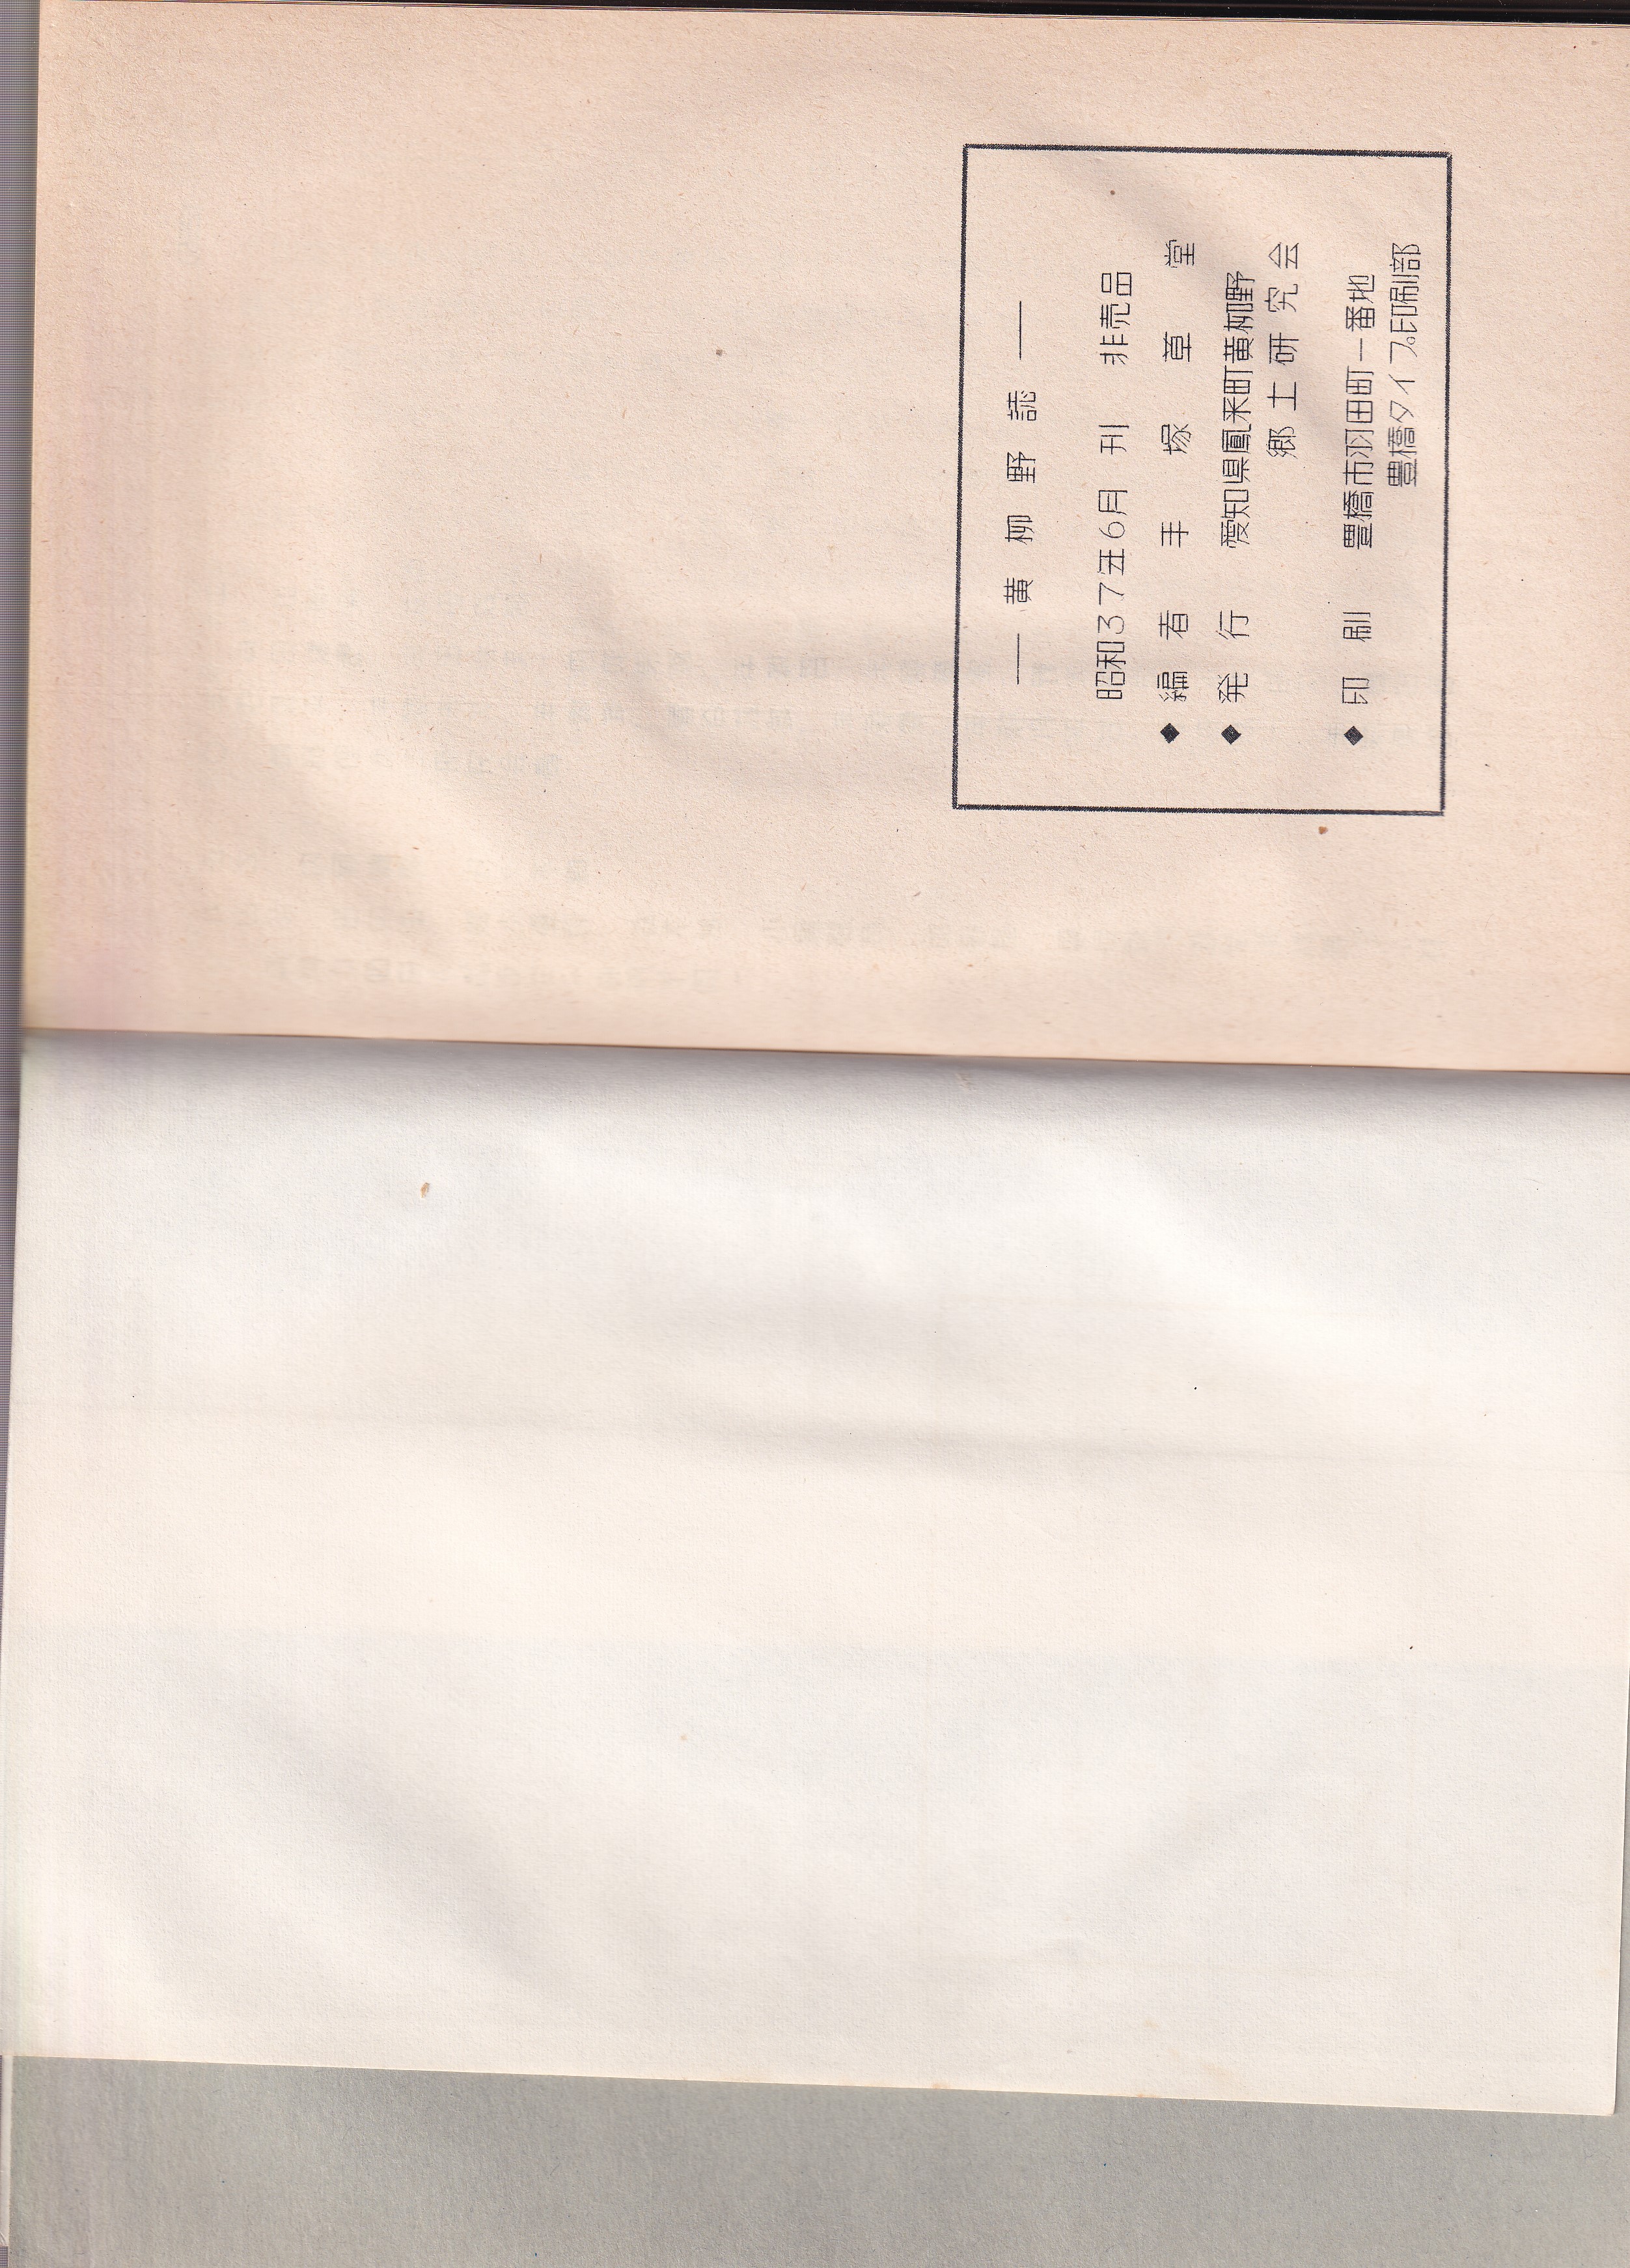 ―― 黄柳野誌 ――
昭和37年6月 刊 非売品
◆ 編者 手塚草堂
◆ 発行 愛知県鳳来町黄柳野
郷土研究会
◆ 印刷 豊橋市羽田町一番地
豊橋タイプ印刷部